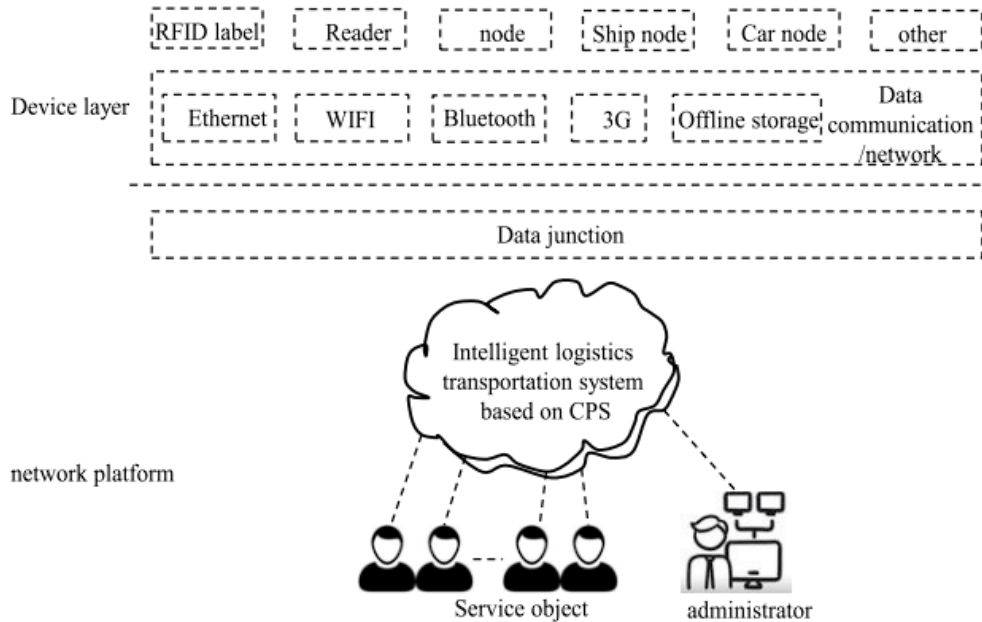 RFID label
Reader
node
Ship node
Car node
other
Device layer
Ethernet
WIFI
Bluetooth
3G
Offline storage
Data
communication
/network
Data junction
Intelligent logistics
transportation system
based on CPS
network platform
Service object
administrator